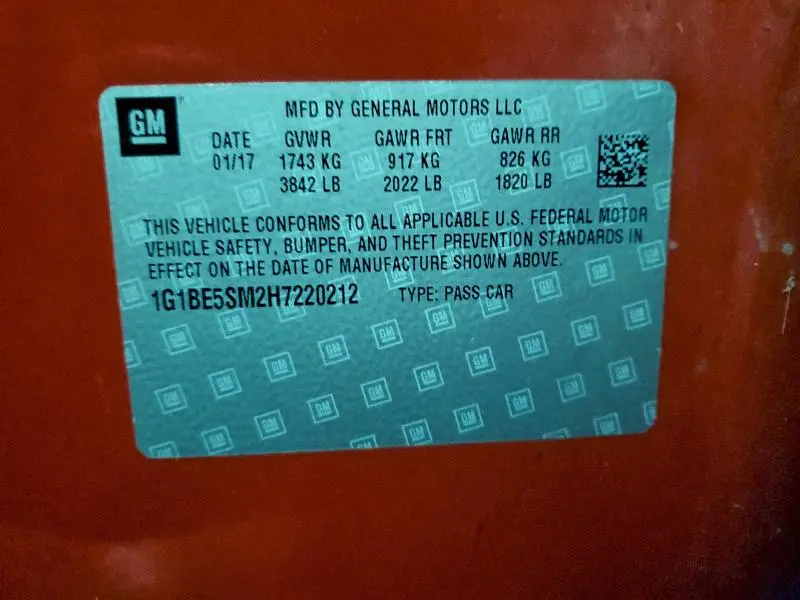 GM
MFD BY GENERAL MOTORS LLC
DATE GVWR GAWR FRT GAWR RR
01/17 1743 KG 917 KG 826 KG
3842 LB 2022 LB 1820 LB
THIS VEHICLE CONFORMS TO ALL APPLICABLE U.S. FEDERAL MOTOR
VEHICLE SAFETY, BUMPER, AND THEFT PREVENTION STANDARDS IN
EFFECT ON THE DATE OF MANUFACTURE SHOWN ABOVE.
1G1BE5SM2H7220212 TYPE: PASS CAR